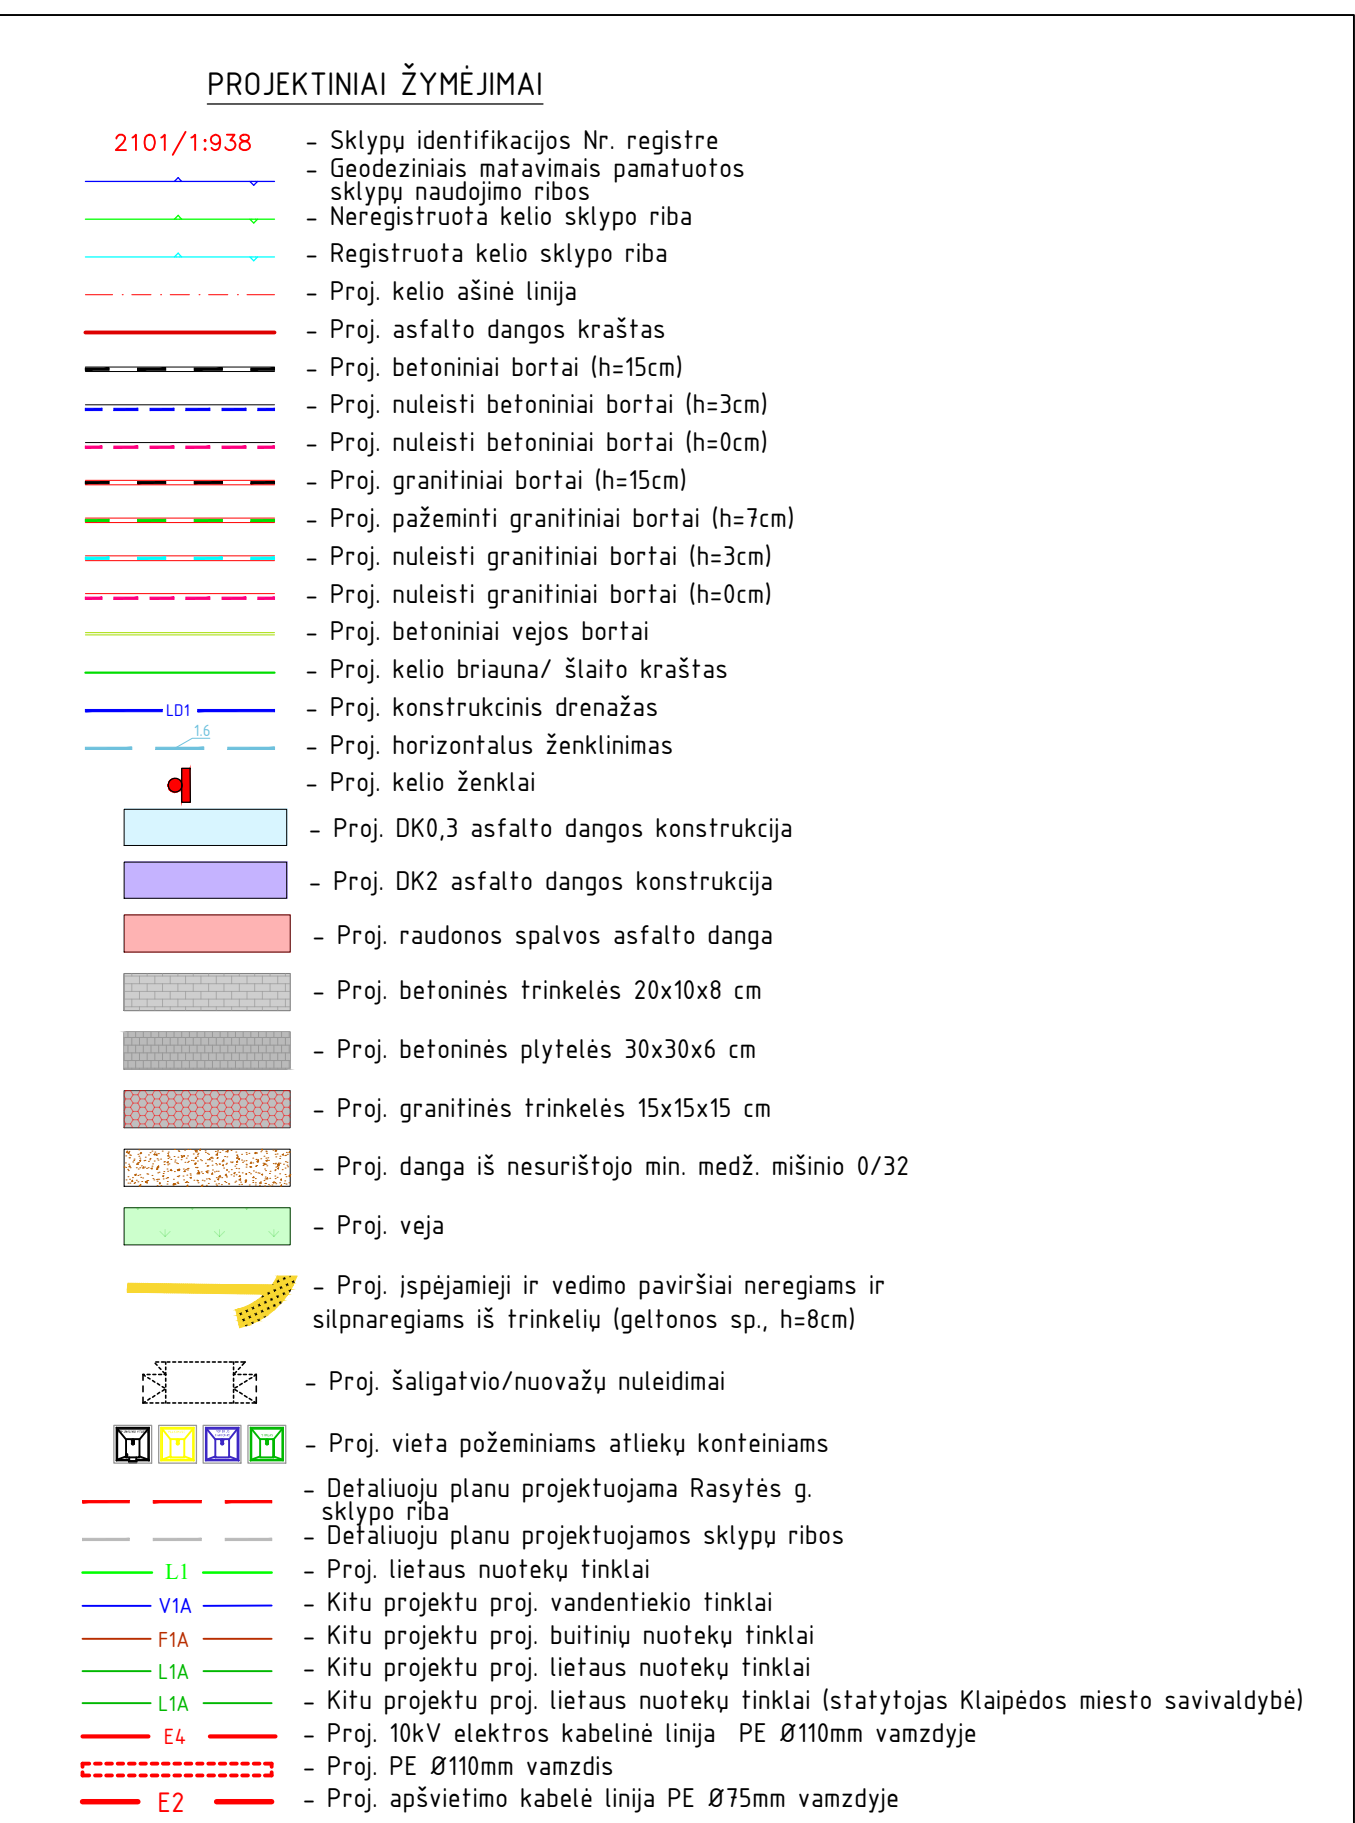 PROJEKTINIAI ŽYMĖJIMAI
2101/1:938 - Sklypų identifikacijos Nr. registre
- Geodeziniais matavimais pamatuotos
sklypų naudojimo ribos
- Neregistruota kelio sklypo riba
- Registruota kelio sklypo riba
- Proj. kelio ašinė linija
- Proj. asfalto dangos kraštas
- Proj. betoniniai bortai (h=15cm)
- Proj. nuleisti betoniniai bortai (h=3cm)
- Proj. nuleisti betoniniai bortai (h=0cm)
- Proj. granitiniai bortai (h=15cm)
- Proj. pažeminti granitiniai bortai (h=7cm)
- Proj. nuleisti granitiniai bortai (h=3cm)
- Proj. nuleisti granitiniai bortai (h=0cm)
- Proj. betoniniai vejos bortai
- Proj. kelio briauna/ šlaito kraštas
LD1 - Proj. konstrukcinis drenažas
1.6 - Proj. horizontalus ženklinimas
- Proj. kelio ženklai
- Proj. DK0,3 asfalto dangos konstrukcija
- Proj. DK2 asfalto dangos konstrukcija
- Proj. raudonos spalvos asfalto danga
- Proj. betoninės trinkelės 20x10x8 cm
- Proj. betoninės plytelės 30x30x6 cm
- Proj. granitinės trinkelės 15x15x15 cm
- Proj. danga iš nesurištojo min. medž. mišinio 0/32
- Proj. veja
- Proj. įspėjamieji ir vedimo paviršiai neregiams ir
silpnaregiams iš trinkelių (geltonos sp., h=8cm)
- Proj. šaligatvio/nuovažų nuleidimai
- Proj. vieta požeminiams atliekų konteiniams
- Detaliuoju planu projektuojama Rasytės g.
sklypo riba
- Detaliuoju planu projektuojamos sklypų ribos
L1 - Proj. lietaus nuotekų tinklai
V1A - Kitu projektu proj. vandentiekio tinklai
F1A - Kitu projektu proj. buitinių nuotekų tinklai
L1A - Kitu projektu proj. lietaus nuotekų tinklai
L1A - Kitu projektu proj. lietaus nuotekų tinklai (statytojas Klaipėdos miesto savivaldybė)
E4 - Proj. 10kV elektros kabelinė linija PE Ø110mm vamzdyje
- Proj. PE Ø110mm vamzdis
E2 - Proj. apšvietimo kabelė linija PE Ø75mm vamzdyje